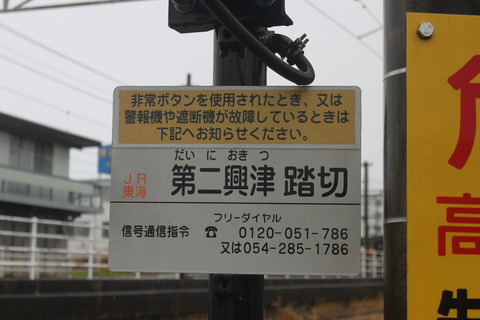 非常ボタンを使用されたとき、又は
警報機や遮断機が故障しているときは
下記へお知らせください。
だい に おき つ
JR
東海
第二興津 踏切
フリーダイヤル
信号通信指令 ☎ 0120-051-786
又は054-285-1786
危
高